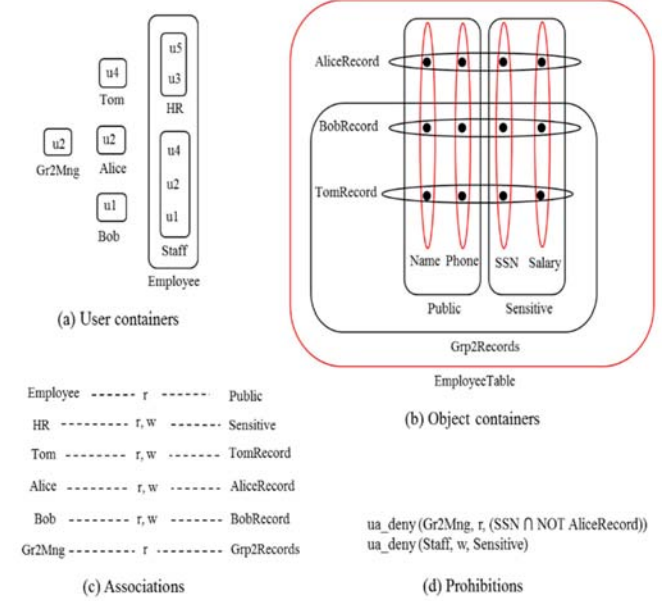 u5
u3
HR
u4
Tom
u2
Gr2Mng
u2
Alice
u1
Bob
u4
u2
u1
Staff
Employee
(a) User containers
AliceRecord
BobRecord
TomRecord
Name Phone SSN Salary
Public Sensitive
Grp2Records
EmployeeTable
(b) Object containers
Employee ------ r ------ Public
HR ------- r, w ------ Sensitive
Tom ------- r, w ------ TomRecord
Alice ------- r, w ------ AliceRecord
Bob ------- r, w ------ BobRecord
Gr2Mng ------- r ------ Grp2Records
(c) Associations
ua_deny (Gr2Mng, r, (SSN ⋂ NOT AliceRecord))
ua_deny (Staff, w, Sensitive)
(d) Prohibitions